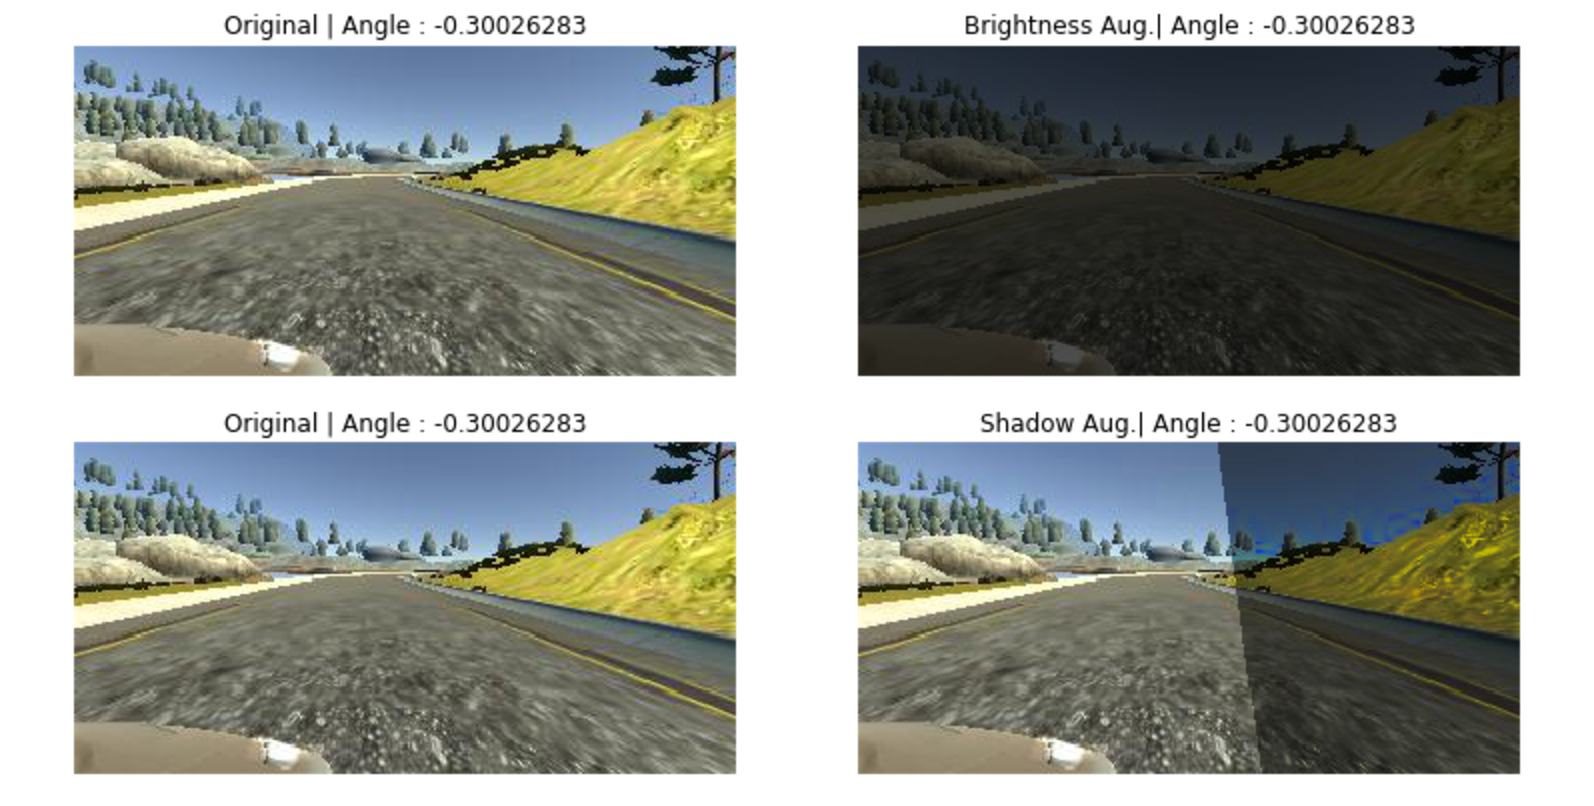 Original | Angle : -0.30026283
Brightness Aug.| Angle : -0.30026283
Original | Angle : -0.30026283
Shadow Aug.| Angle : -0.30026283